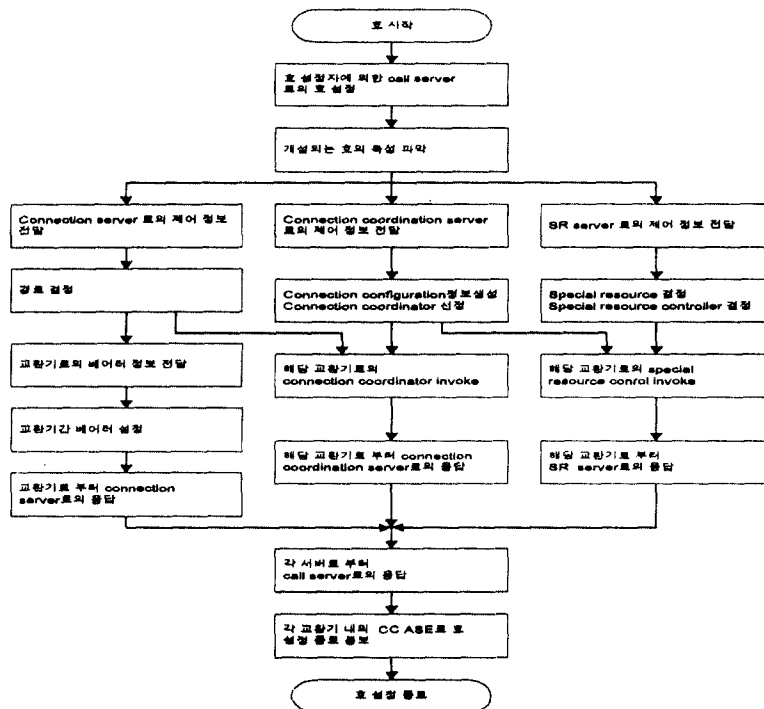 호 시작
호 설정자에 의한 call server
로의 호 설정
개설되는 호의 특성 파악
Connection server 로의 제어 정보
전달
Connection coordination server
로의 제어 정보 전달
SR server 로의 제어 정보 전달
경로 결정
Connection configuration정보생성
Connection coordinator 선정
Special resource 결정
Special resource controller 결정
교환기로의 베어러 정보 전달
해당 교환기로의
connection coordinator invoke
해당 교환기로의 special
resource conrol invoke
교환기간 베어러 설정
해당 교환기로 부터 connection
coordination server로의 응답
해당 교환기로 부터
SR server로의 응답
교환기로 부터 connection
server로의 응답
각 서버로 부터
call server로의 응답
각 교환기 내의 CC ASE로 호
설정 종료 통보
호 설정 종료